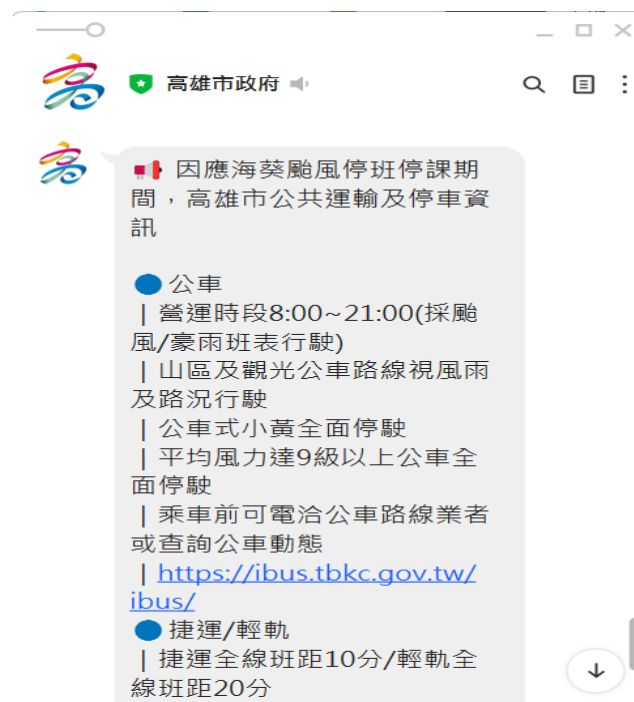 高雄市政府
因應海葵颱風停班停課期
間，高雄市公共運輸及停車資
訊
公車
| 營運時段8:00~21:00(採颱
風/豪雨班表行駛)
| 山區及觀光公車路線視風雨
及路況行駛
| 公車式小黃全面停駛
| 平均風力達9級以上公車全
面停駛
| 乘車前可電洽公車路線業者
或查詢公車動態
| https://ibus.tbkc.gov.tw/
ibus/
捷運/輕軌
| 捷運全線班距10分/輕軌全
線班距20分